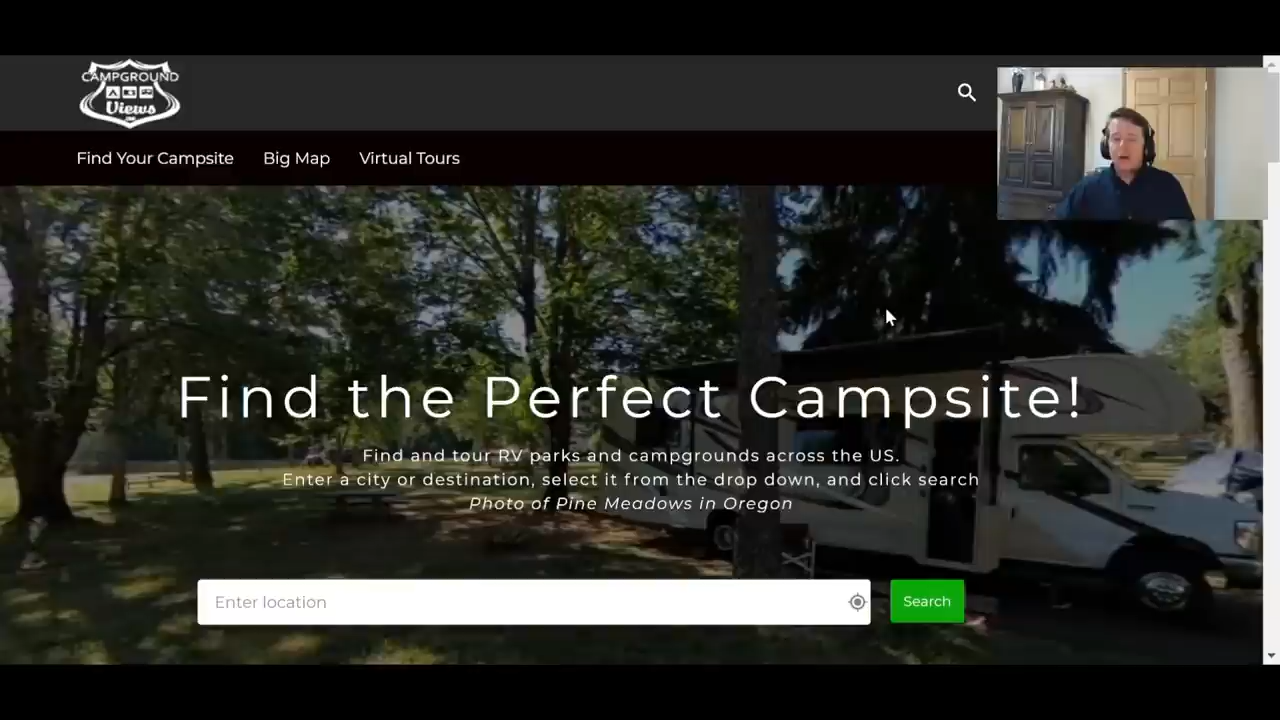 CAMPGROUND
Views
Find Your Campsite
Big Map
Virtual Tours
Find the Perfect Campsite!
Find and tour RV parks and campgrounds across the US.
Enter a city or destination, select it from the drop down, and click search
Photo of Pine Meadows in Oregon
Enter location
Search